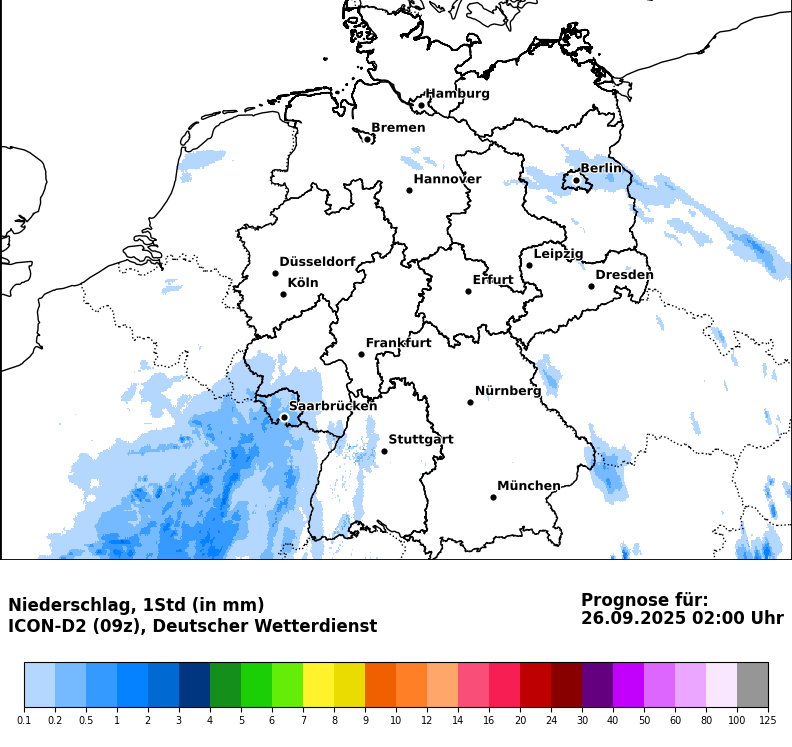 Hamburg
Bremen
Berlin
Hannover
Leipzig
Düsseldorf
Dresden
Köln
Erfurt
Frankfurt
Nürnberg
Saarbrücken
Stuttgart
München
Niederschlag, 1Std (in mm)
ICON-D2 (09z), Deutscher Wetterdienst
Prognose für:
26.09.2025 02:00 Uhr
0.1 0.2 0.5 1 2 3 4 5 6 7 8 9 10 12 14 16 20 24 30 40 50 60 80 100 125